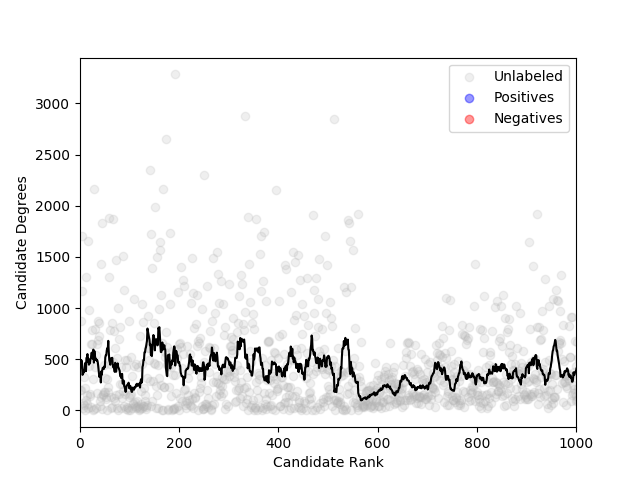 Unlabeled
Positives
Negatives
3000
2500
2000
1500
1000
500
0
Candidate Degrees
0 200 400 600 800 1000
Candidate Rank